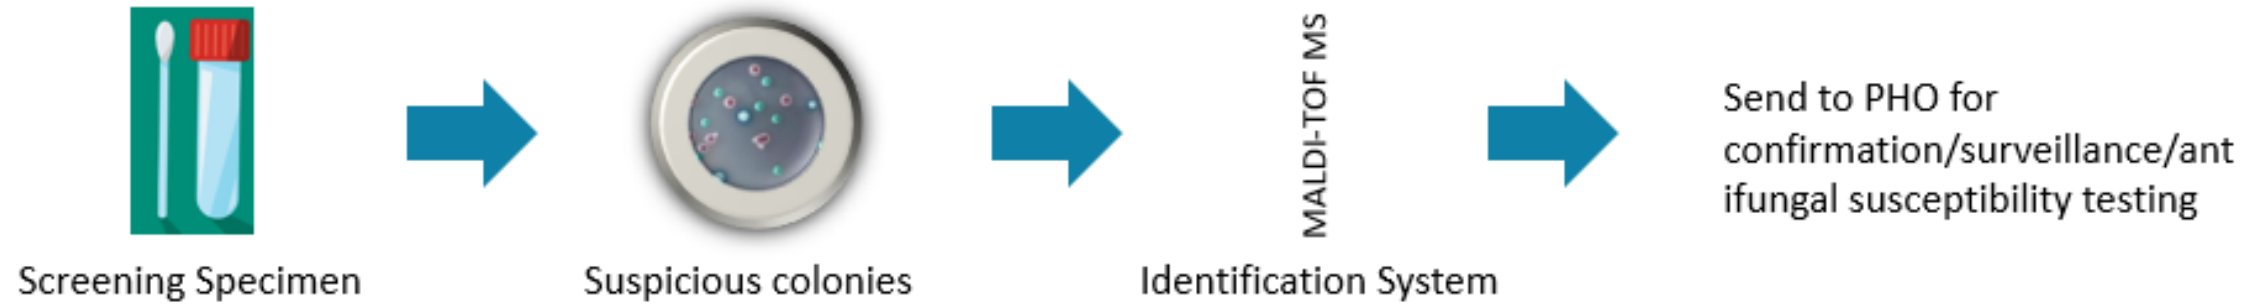 MALDI-TOF MS
Send to PHO for
confirmation/surveillance/ant
ifungal susceptibility testing
Screening Specimen
Suspicious colonies
Identification System